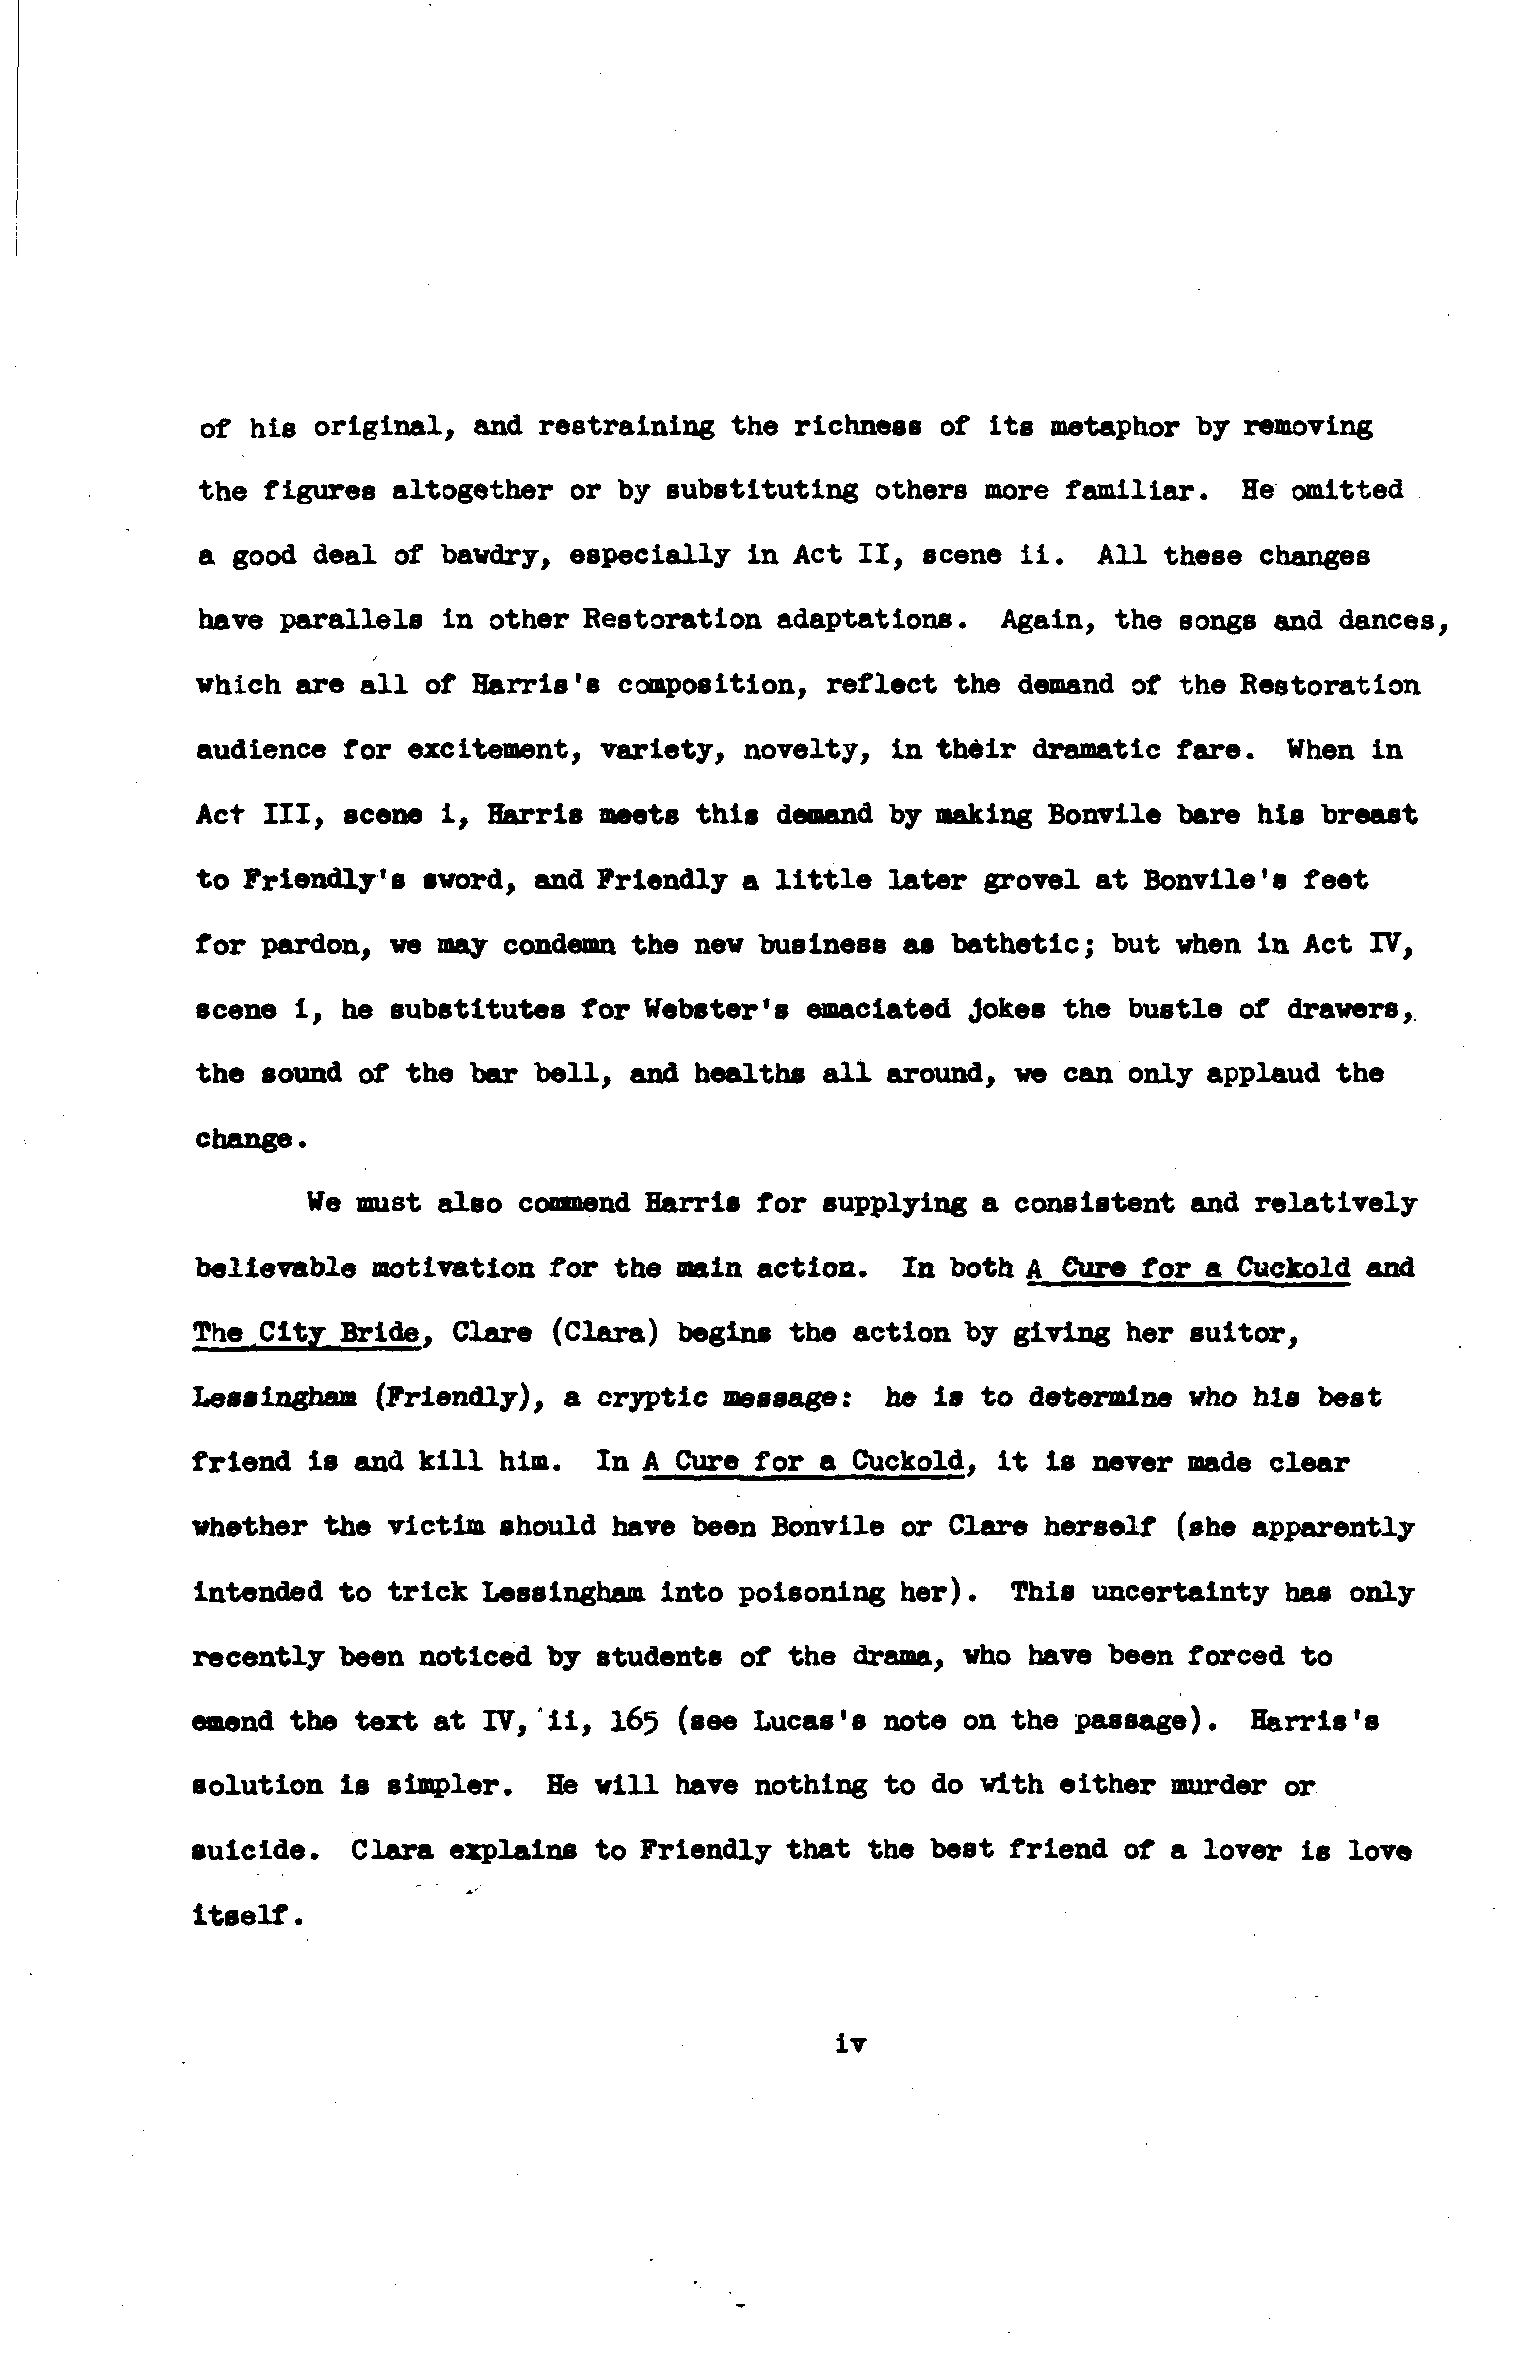 of his original, and restraining the richness of its metaphor by removing
the figures altogether or by substituting others more familiar. He omitted
a good deal of bawdry, especially in Act II, scene ii. All these changes
have parallels in other Restoration adaptations. Again, the songs and dances,
which are all of Harris's composition, reflect the demand of the Restoration
audience for excitement, variety, novelty, in their dramatic fare. When in
Act III, scene i, Harris meets this demand by making Bonvile bare his breast
to Friendly's sword, and Friendly a little later grovel at Bonvile's feet
for pardon, we may condemn the new business as bathetic; but when in Act IV,
scene i, he substitutes for Webster's emaciated jokes the bustle of drawers,
the sound of the bar bell, and healths all around, we can only applaud the
change.
We must also commend Harris for supplying a consistent and relatively
believable motivation for the main action. In both A Cure for a Cuckold and
The City Bride, Clare (Clara) begins the action by giving her suitor,
Lessingham (Friendly), a cryptic message: he is to determine who his best
friend is and kill him. In A Cure for a Cuckold, it is never made clear
whether the victim should have been Bonvile or Clare herself (she apparently
intended to trick Lessingham into poisoning her). This uncertainty has only
recently been noticed by students of the drama, who have been forced to
emend the text at IV, ii, 165 (see Lucas's note on the passage). Harris's
solution is simpler. He will have nothing to do with either murder or
suicide. Clara explains to Friendly that the best friend of a lover is love
itself.
iv